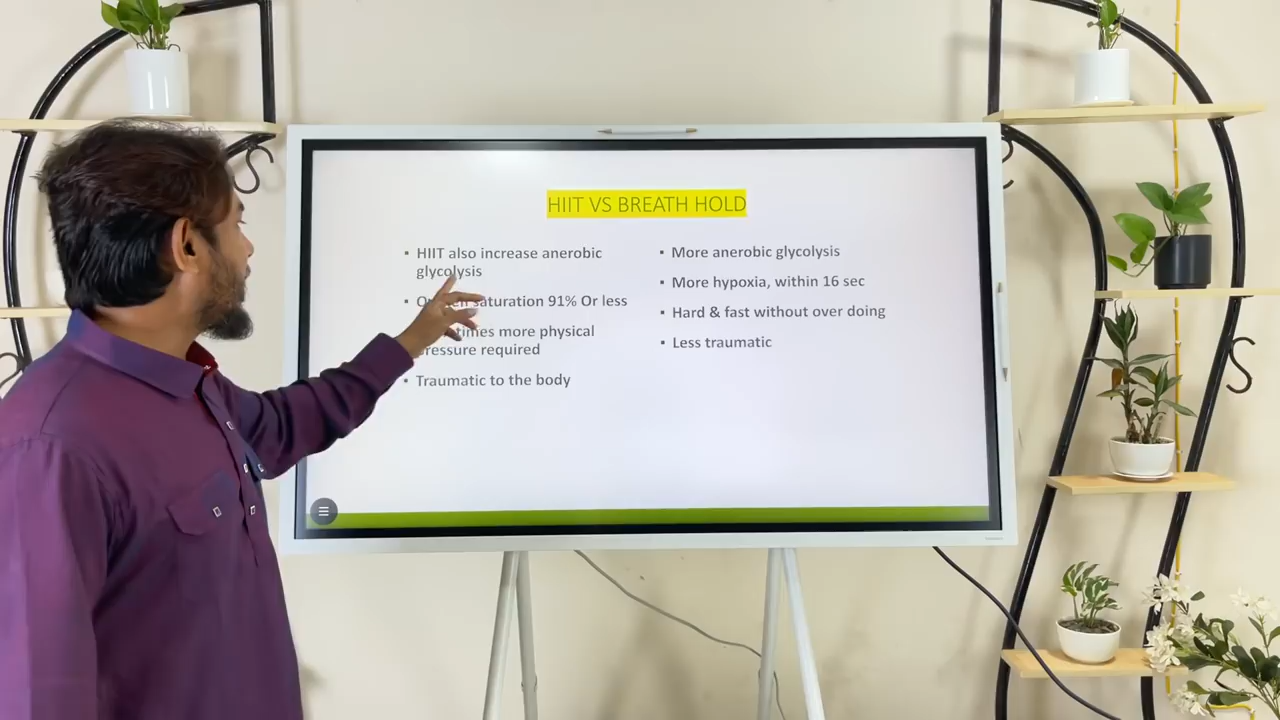 HIIT VS BREATH HOLD
HIIT also increase anerobic
glycolysis
saturation 91% Or less
times more physical
pressure required
Traumatic to the body
More anerobic glycolysis
More hypoxia, within 16 sec
Hard & fast without over doing
Less traumatic